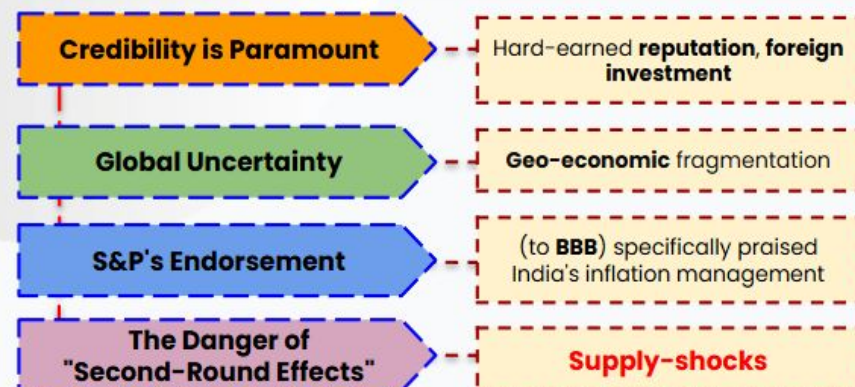 Credibility is Paramount
Hard-earned reputation, foreign
investment
Global Uncertainty
Geo-economic fragmentation
S&P's Endorsement
(to BBB) specifically praised
India's inflation management
The Danger of
"Second-Round Effects"
Supply-shocks